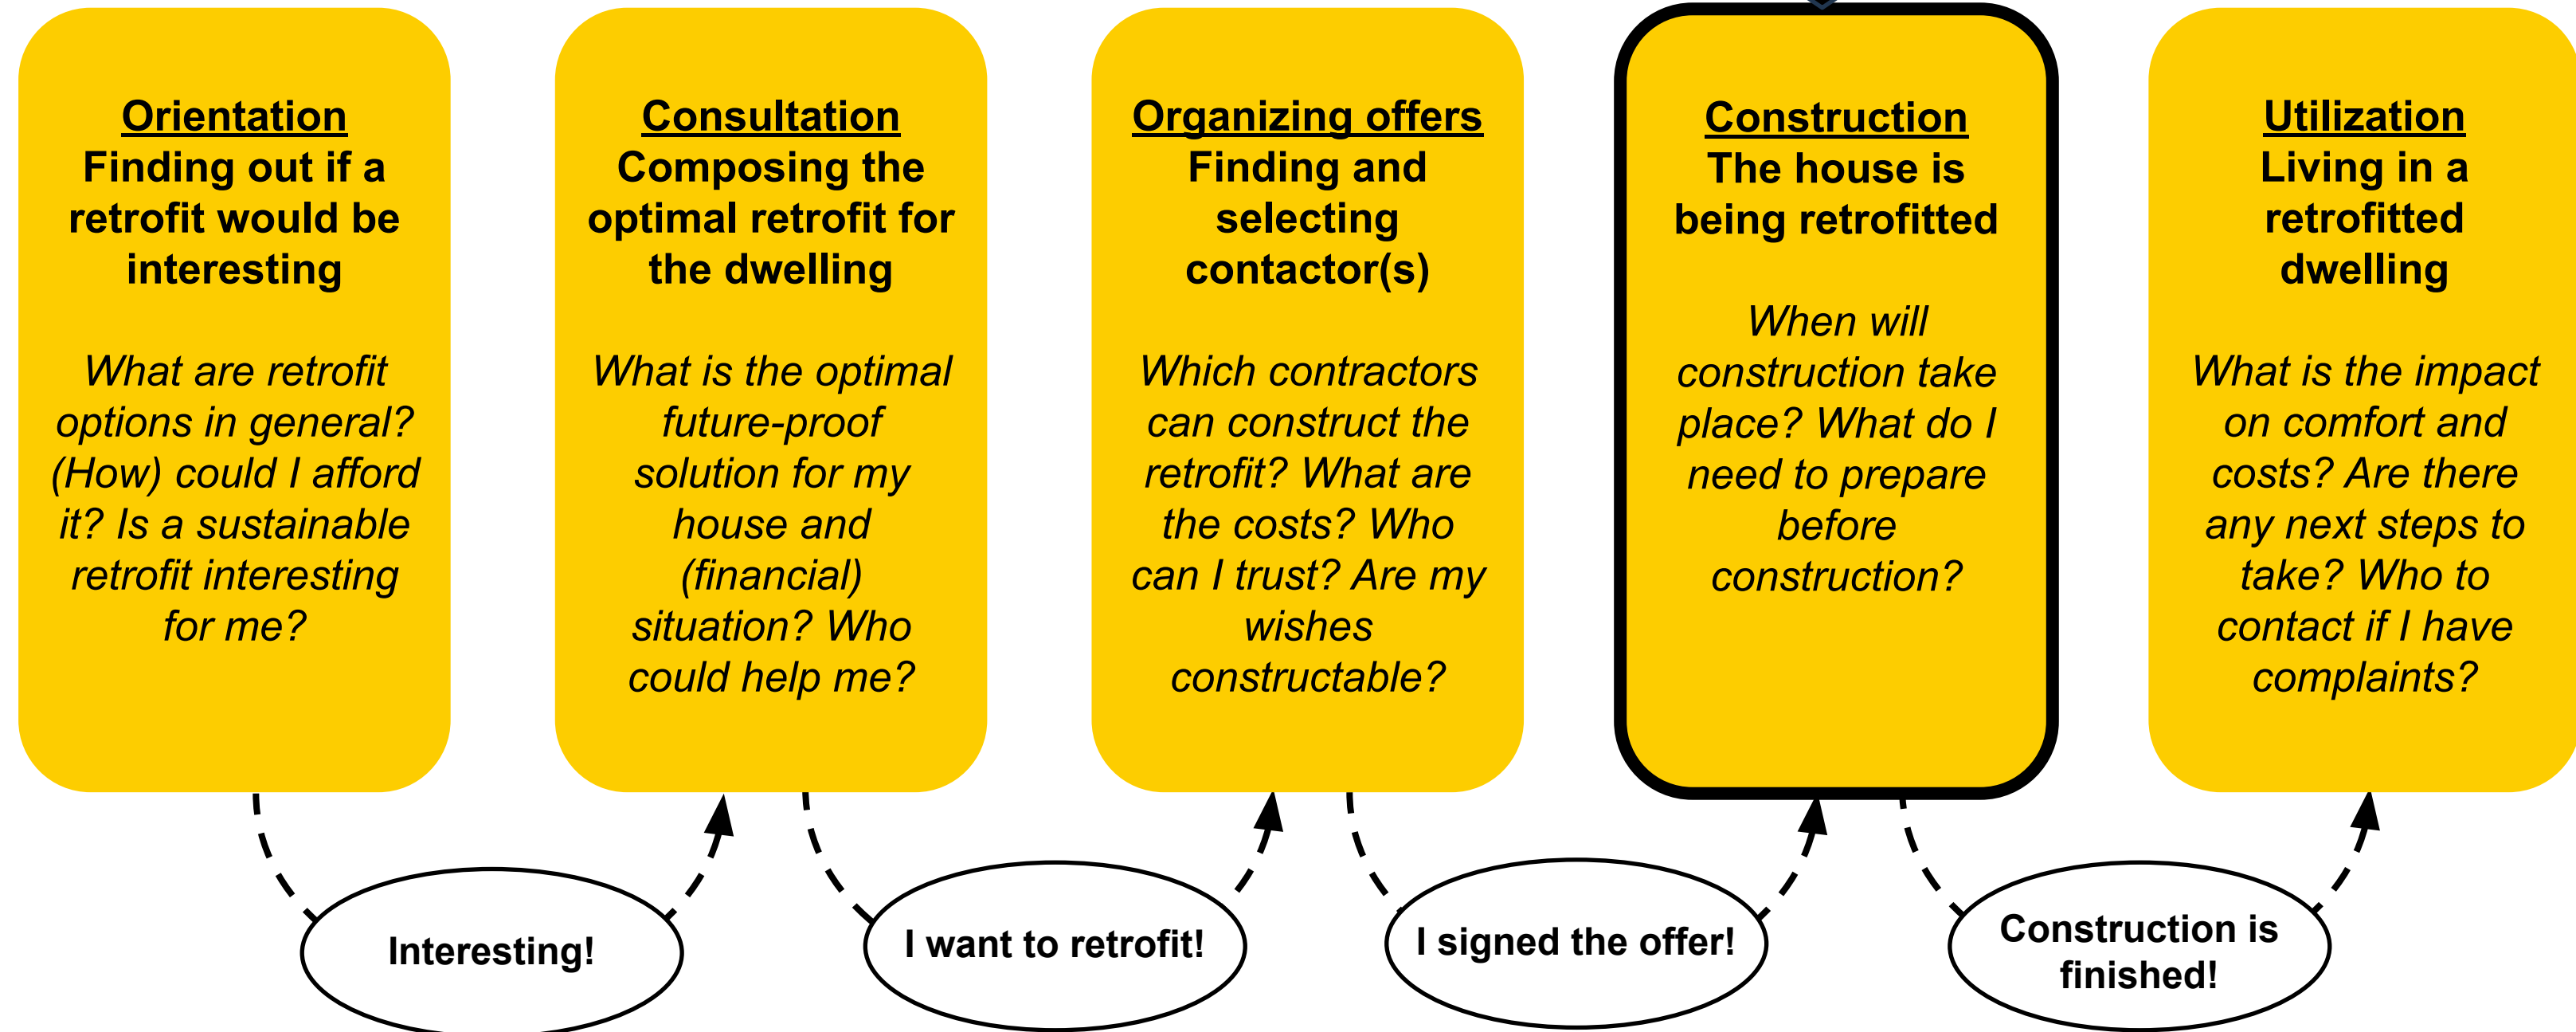 Orientation
Finding out if a
retrofit would be
interesting
What are retrofit
options in general?
(How) could I afford
it? Is a sustainable
retrofit interesting
for me?
Consultation
Composing the
optimal retrofit for
the dwelling
What is the optimal
future-proof
solution for my
house and
(financial)
situation? Who
could help me?
Organizing offers
Finding and
selecting
contactor(s)
Which contractors
can construct the
retrofit? What are
the costs? Who
can I trust? Are my
wishes
constructable?
Construction
The house is
being retrofitted
When will
construction take
place? What do I
need to prepare
before
construction?
Utilization
Living in a
retrofitted
dwelling
What is the impact
on comfort and
costs? Are there
any next steps to
take? Who to
contact if I have
complaints?
Interesting!
I want to retrofit!
I signed the offer!
Construction is
finished!